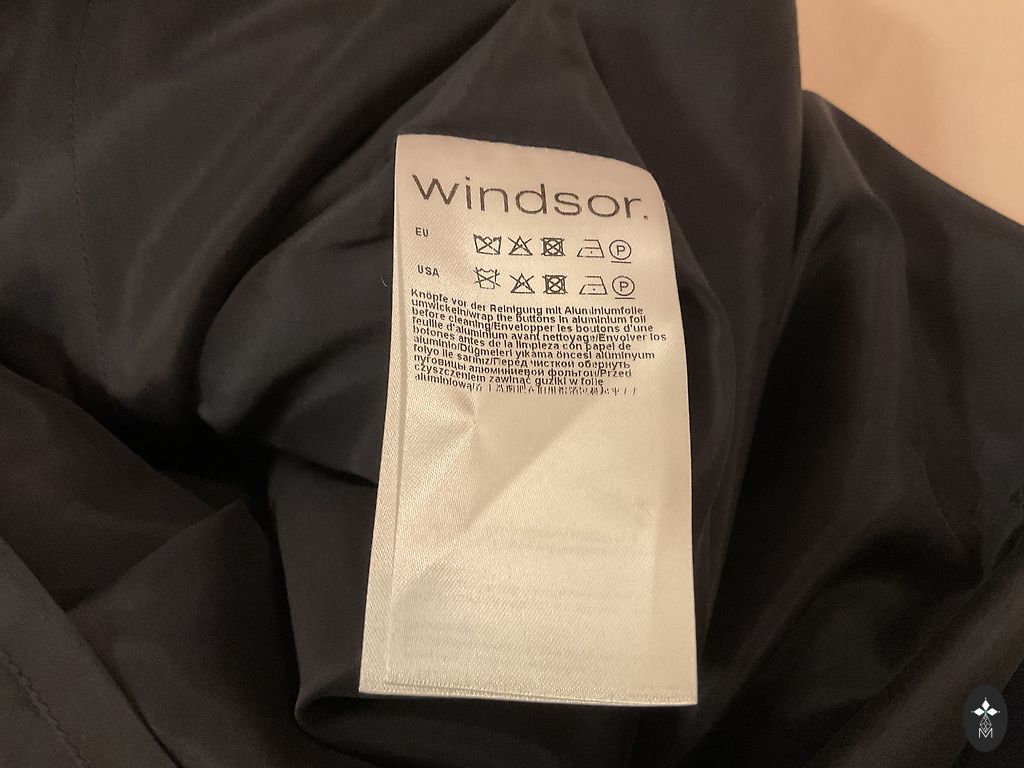 windsor.
EU
P
USA
P
Knöpfe vor der Reinigung mit Aluminiumfolie
umwickeln/wrap the buttons in aluminium foil
before cleaning/Envelopper les boutons d'une
feuille d'aluminium avant nettoyage/Envolver los
botones antes de la limpieza con papel de
aluminio/Düğmeleri yıkama öncesi alüminyum
folyo ile sarınız/Перед чисткой обернуть
пуговицы алюминиевой фольгой/Przed
czyszczeniem zawinąć guziki w folię
aluminiową/
M